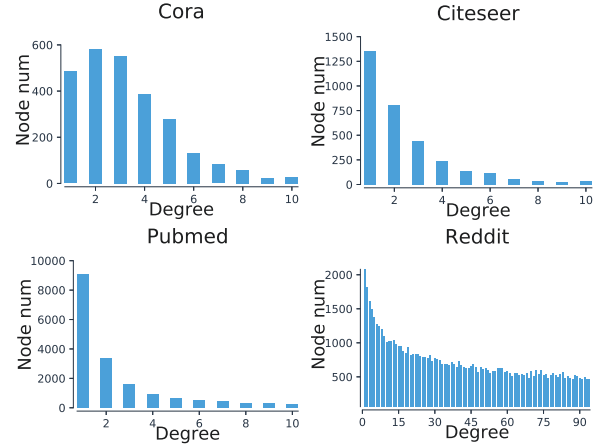 Cora
Node num
600
400
200
0
2 4 6 8 10
Degree
Citeseer
Node num
1500
1250
1000
750
500
250
0
2 4 6 8 10
Degree
Pubmed
Node num
10000
8000
6000
4000
2000
0
2 4 6 8 10
Degree
Reddit
Node num
2000
1500
1000
500
0 15 30 45 60 75 90
Degree